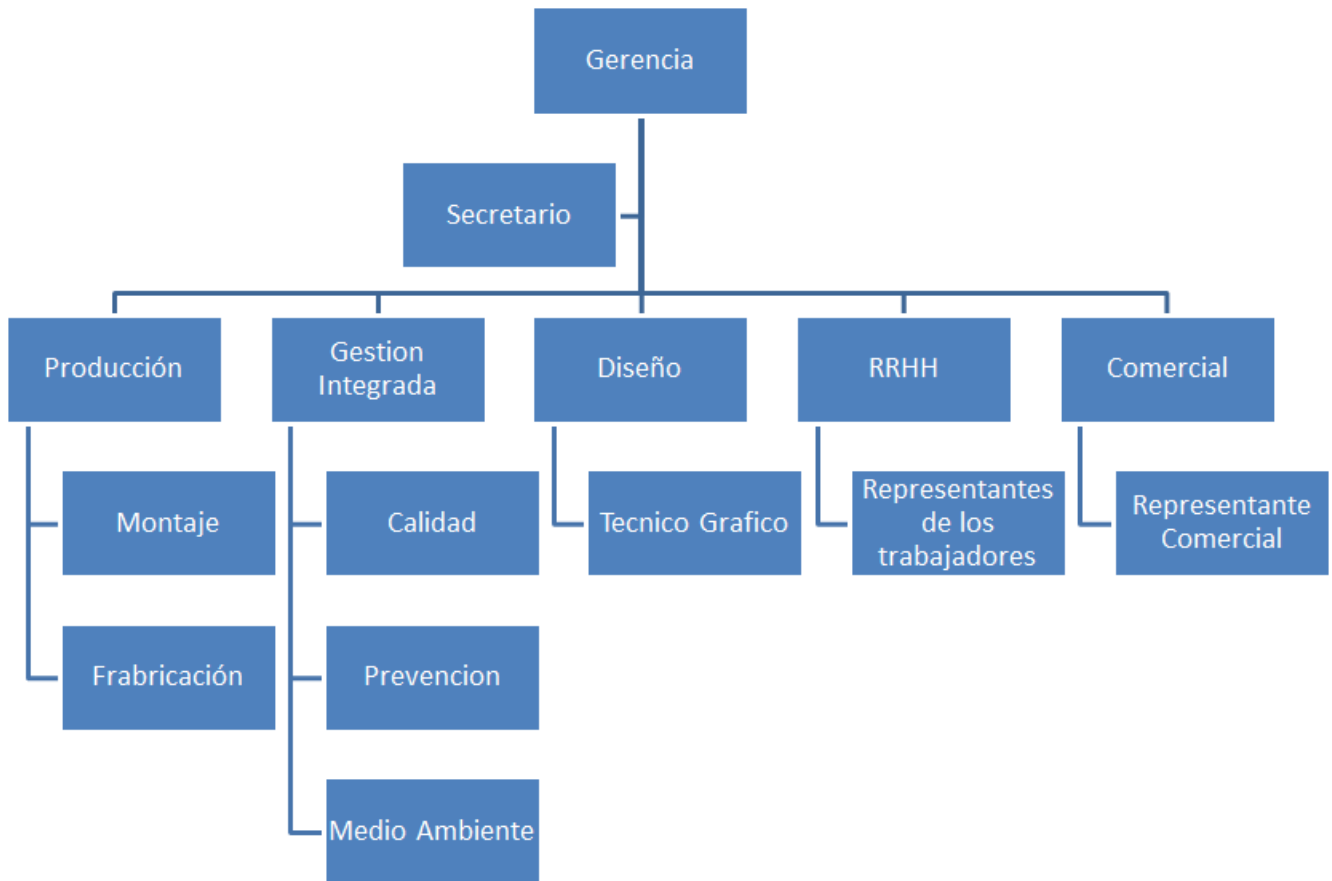 Gerencia
Secretario
Producción
Gestion
Integrada
Diseño
RRHH
Comercial
Montaje
Calidad
Tecnico Grafico
Representantes
de los
trabajadores
Representante
Comercial
Frabricación
Prevencion
Medio Ambiente